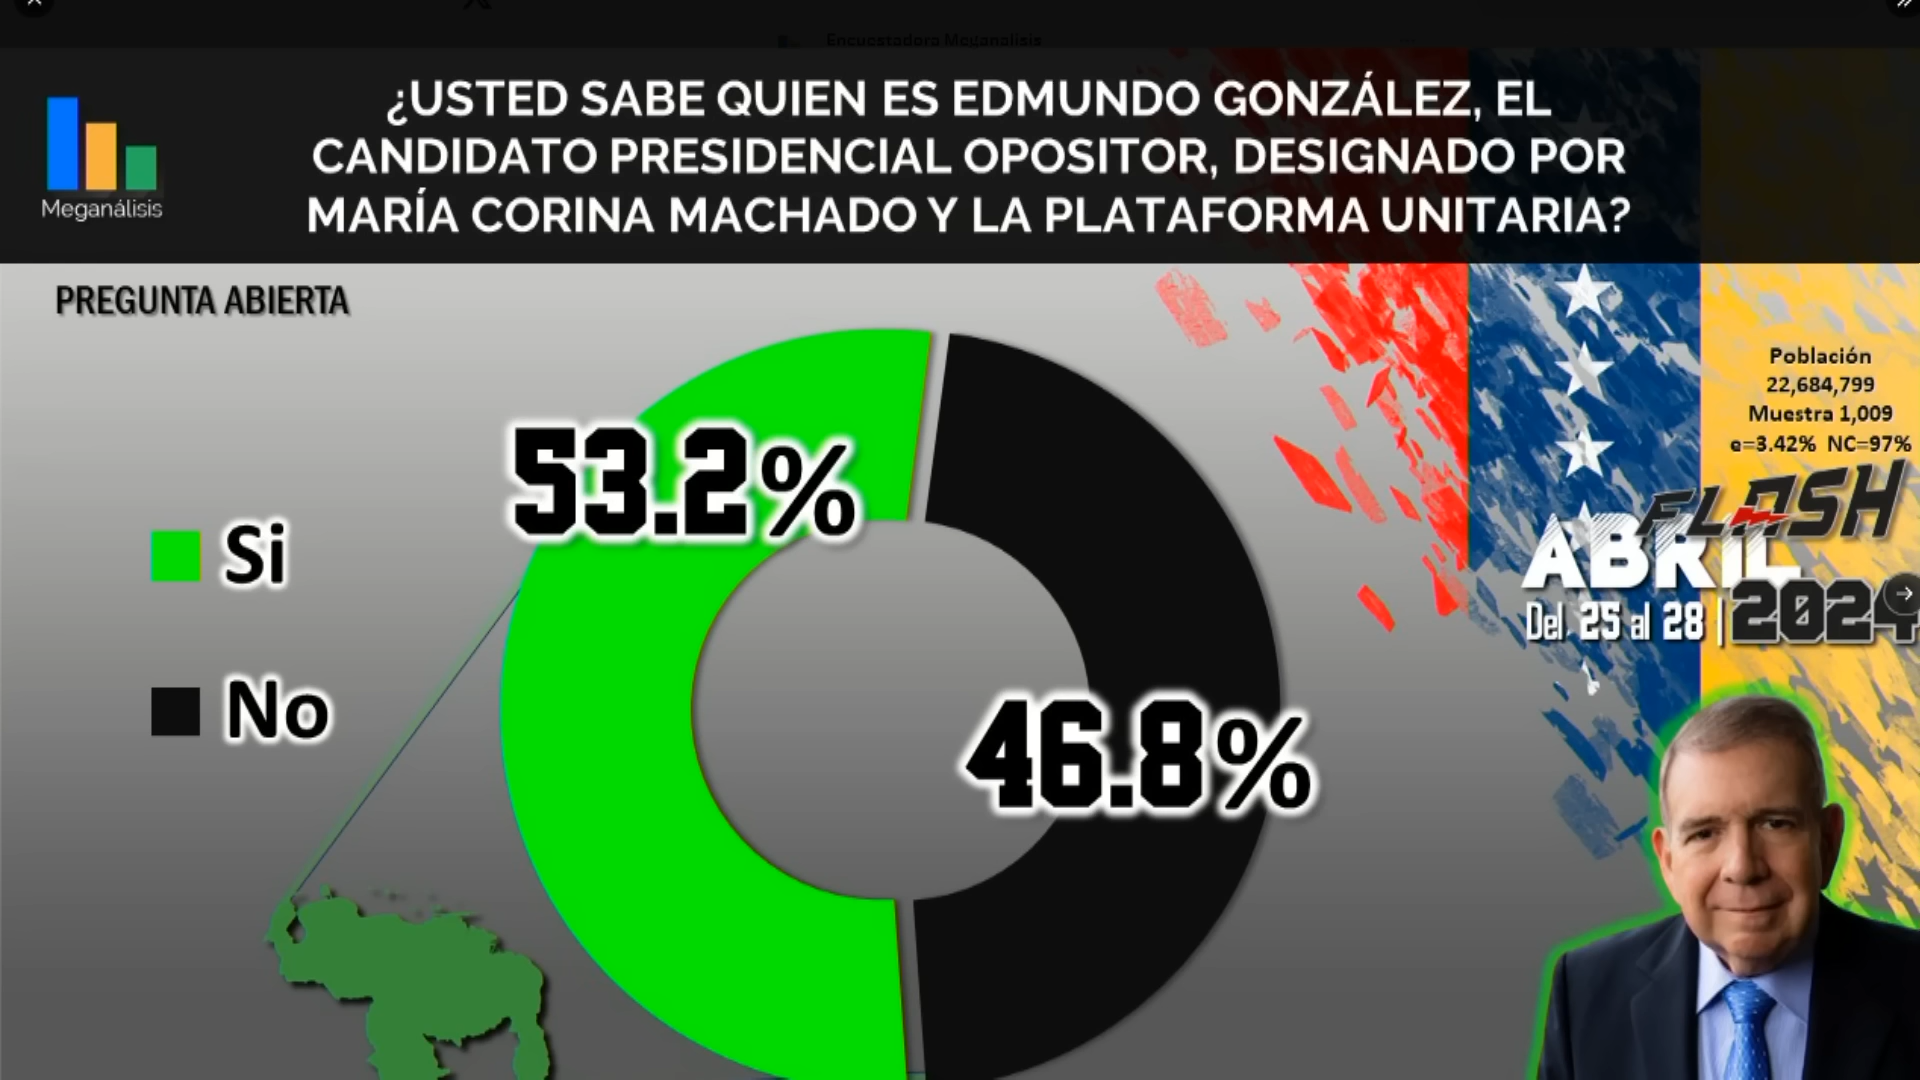 Encuestadora Meganálisis
¿USTED SABE QUIEN ES EDMUNDO GONZÁLEZ, EL
CANDIDATO PRESIDENCIAL OPOSITOR, DESIGNADO POR
MARÍA CORINA MACHADO Y LA PLATAFORMA UNITARIA?
Meganálisis
PREGUNTA ABIERTA
Población
22,684,799
Muestra 1,009
e=3.42% NC=97%
FLASH
ABRIL
Del 25 al 28 | 2024
53.2%
Si
No
46.8%